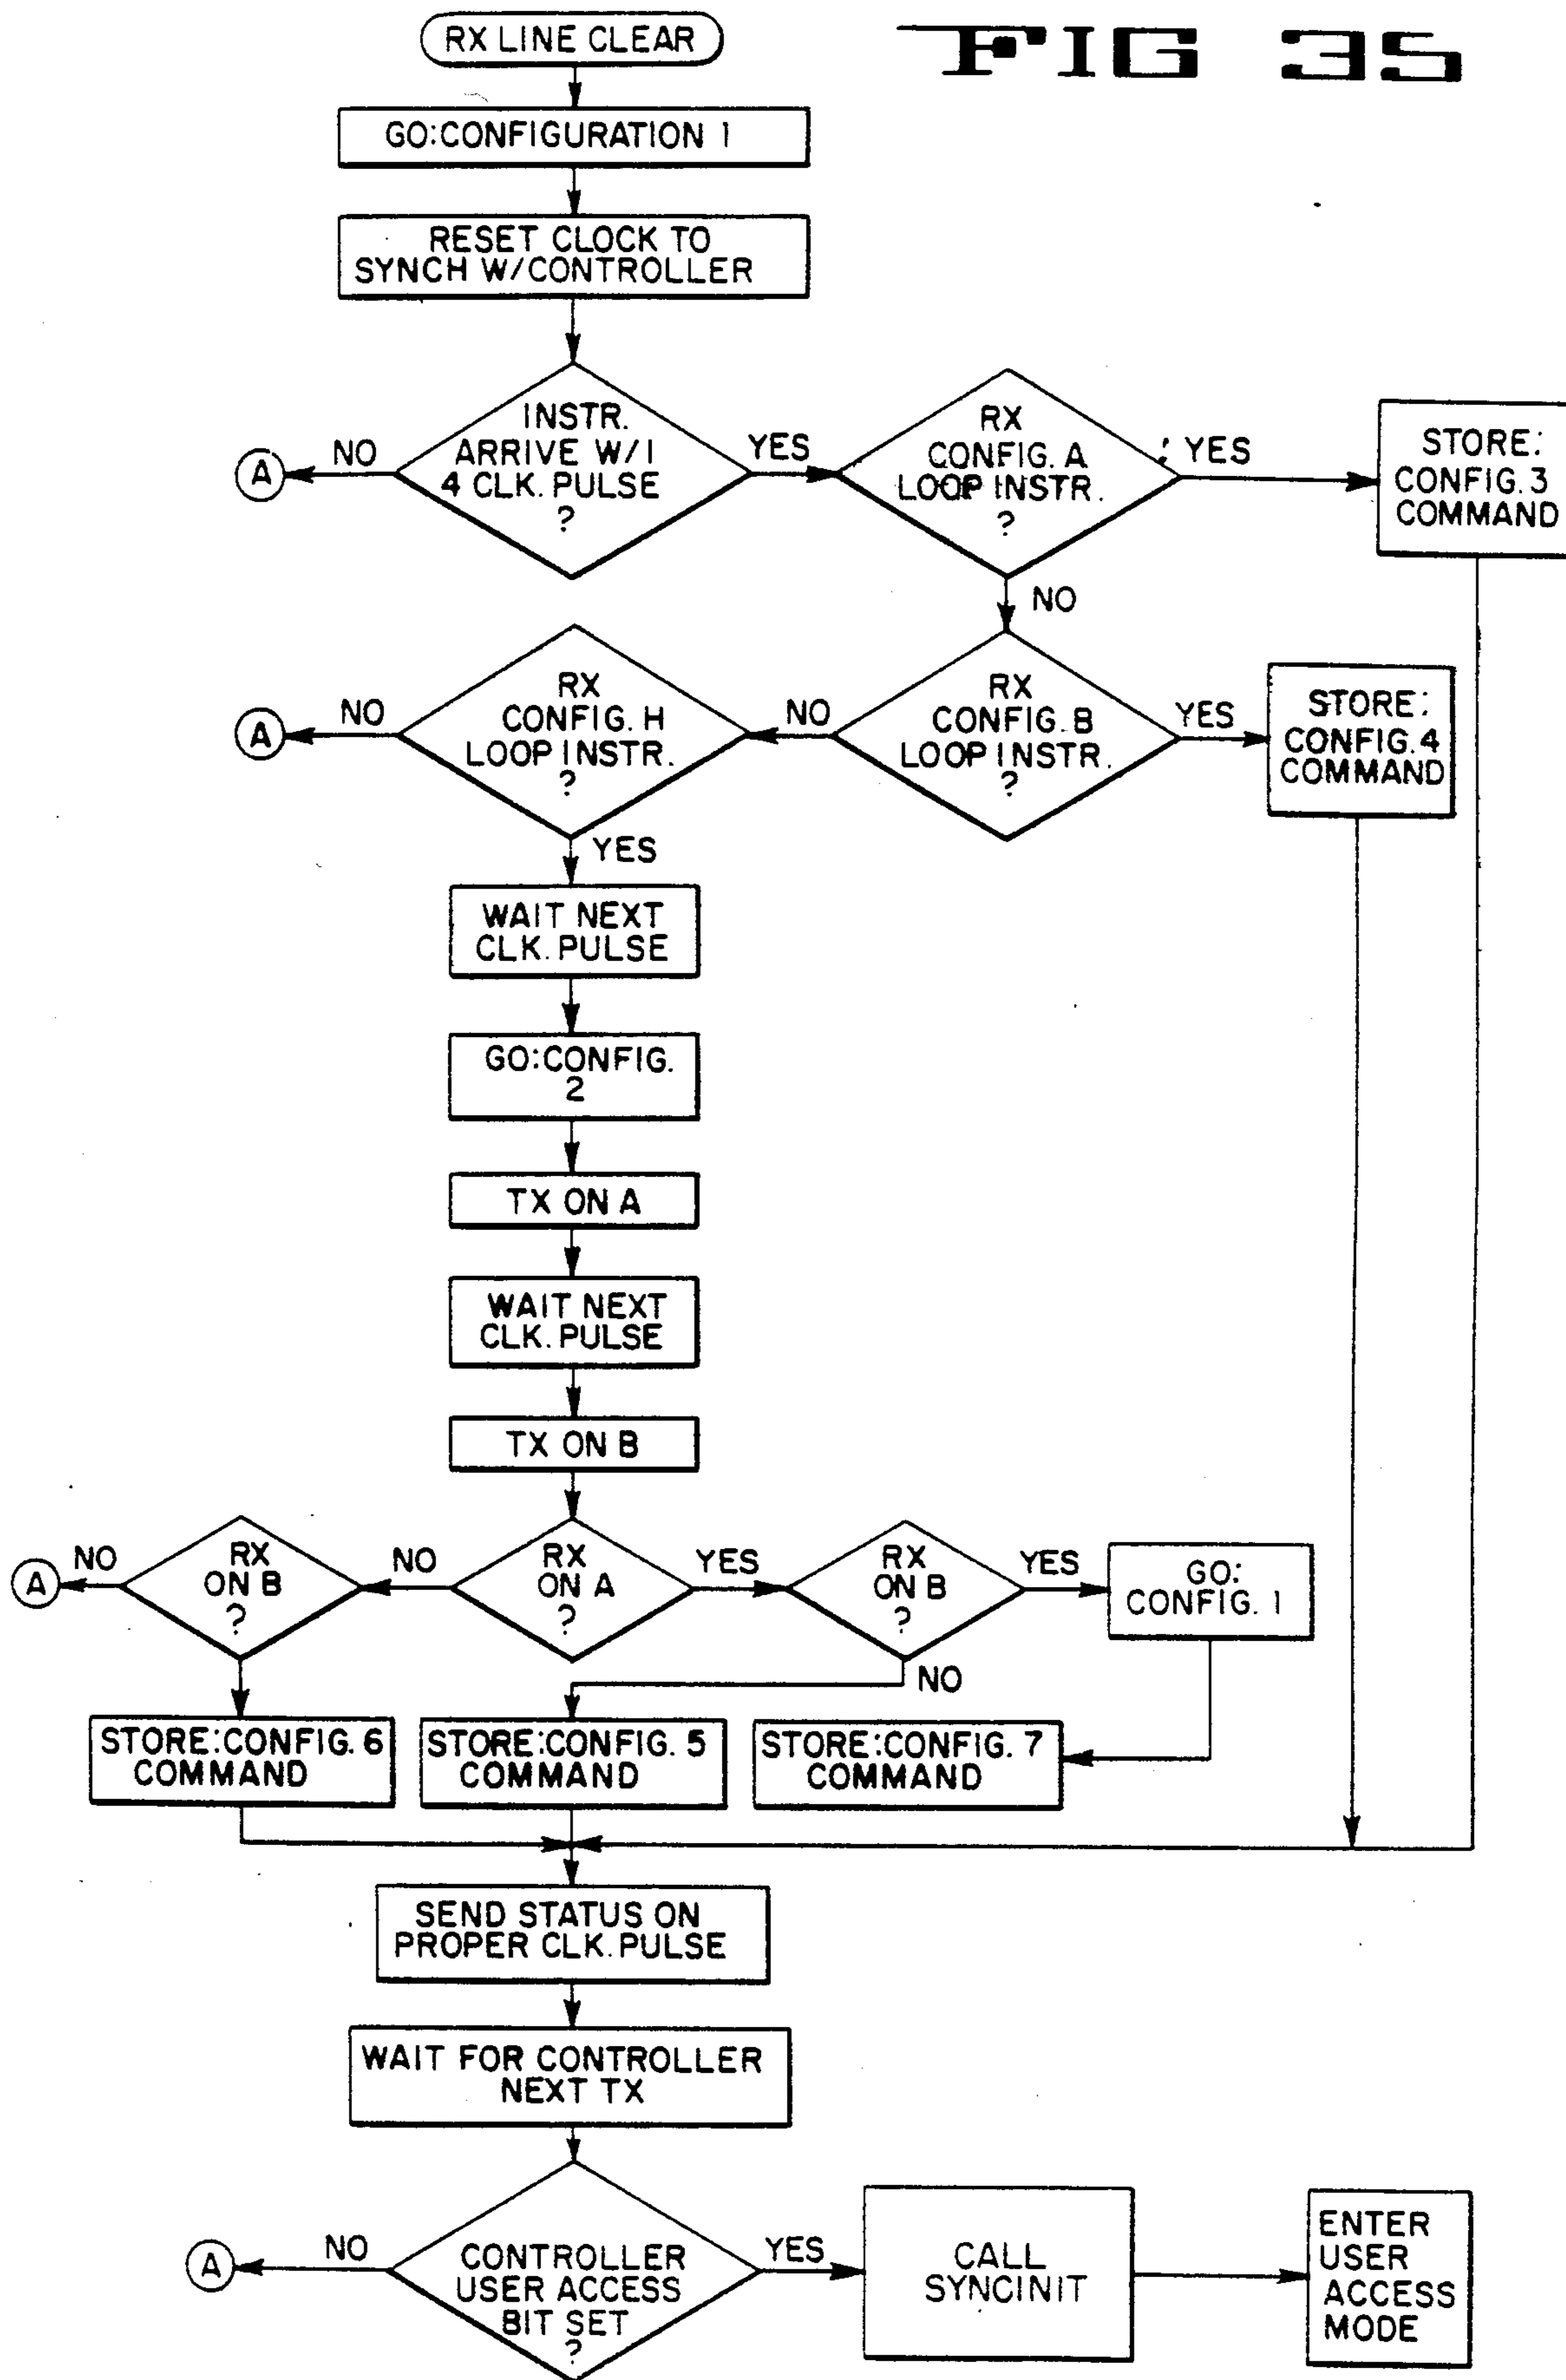 RX LINE CLEAR
FIG 35
GO:CONFIGURATION 1
RESET CLOCK TO
SYNCH W/CONTROLLER
INSTR.
ARRIVE W/I
4 CLK. PULSE
?
NO
A
YES
RX
CONFIG. A
LOOP INSTR.
?
YES
STORE:
CONFIG. 3
COMMAND
NO
RX
CONFIG. B
LOOP INSTR.
?
YES
STORE:
CONFIG. 4
COMMAND
NO
RX
CONFIG. H
LOOP INSTR.
?
NO
A
YES
WAIT NEXT
CLK. PULSE
GO:CONFIG.
2
TX ON A
WAIT NEXT
CLK. PULSE
TX ON B
RX
ON A
?
NO
RX
ON B
?
NO
A
YES
RX
ON B
?
YES
GO:
CONFIG. 1
NO
STORE:CONFIG. 6
COMMAND
STORE:CONFIG. 5
COMMAND
STORE:CONFIG. 7
COMMAND
SEND STATUS ON
PROPER CLK. PULSE
WAIT FOR CONTROLLER
NEXT TX
CONTROLLER
USER ACCESS
BIT SET
?
NO
A
YES
CALL
SYNCINIT
ENTER
USER
ACCESS
MODE